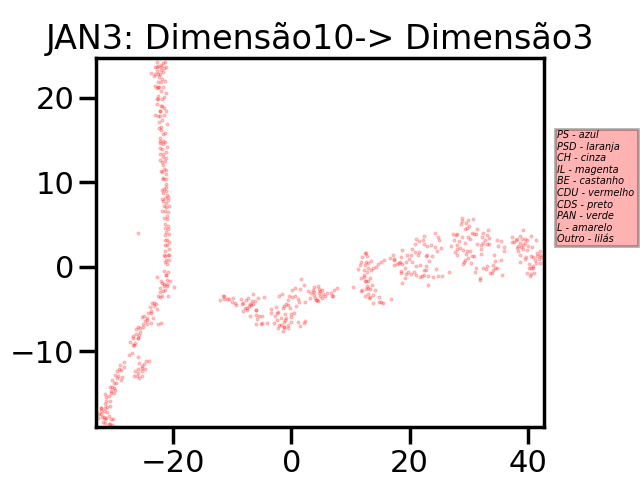 JAN3: Dimensão10-> Dimensão3
20
10
0
−10
−20
0
20
40
PS - azul
PSD - laranja
CH - cinza
IL - magenta
BE - castanho
CDU - vermelho
CDS - preto
PAN - verde
L - amarelo
Outro - lilás